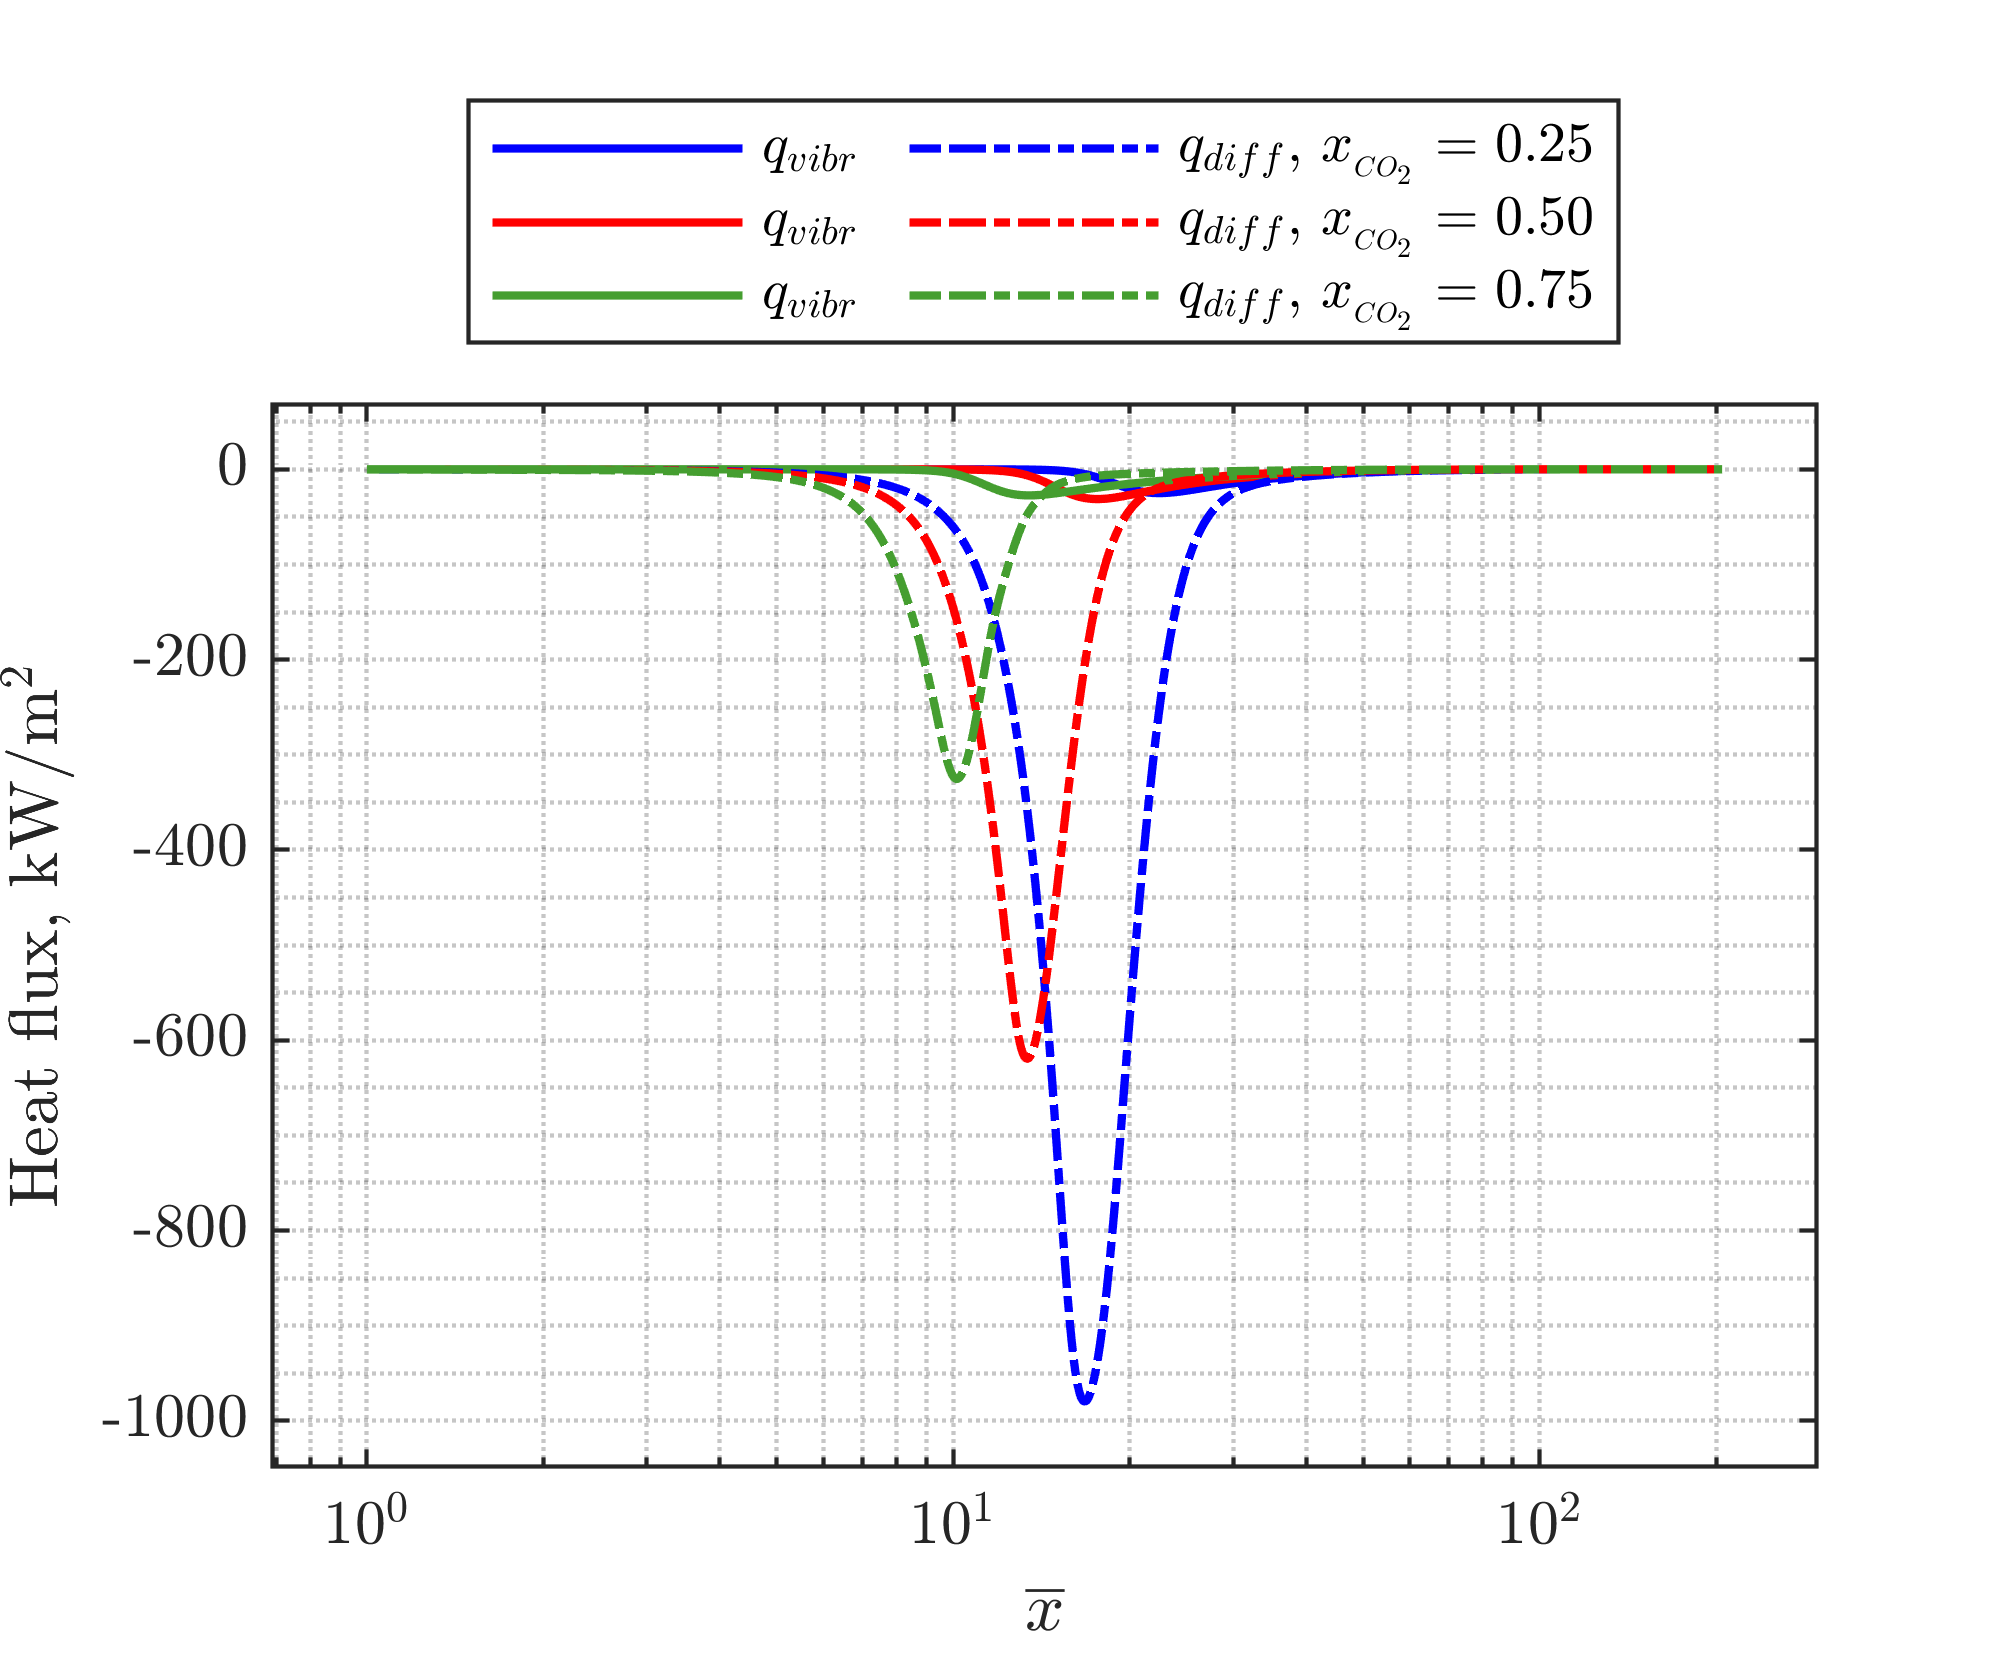 q_vibr q_diff, x_CO₂ = 0.25
q_vibr q_diff, x_CO₂ = 0.50
q_vibr q_diff, x_CO₂ = 0.75
Heat flux, kW/m²
0
-200
-400
-600
-800
-1000
10⁰ 10¹ 10²
x̅